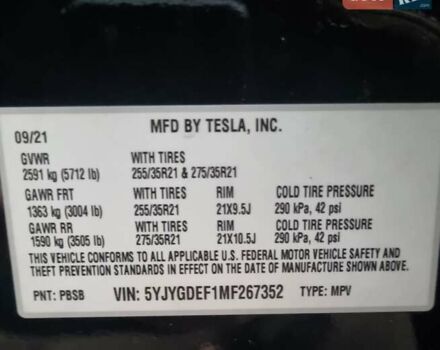 MFD BY TESLA, INC.
09/21
GVWR WITH TIRES
2591 kg (5712 lb) 255/35R21 & 275/35R21
GAWR FRT WITH TIRES RIM COLD TIRE PRESSURE
1363 kg (3004 lb) 255/35R21 21X9.5J 290 kPa, 42 psi
GAWR RR WITH TIRES RIM COLD TIRE PRESSURE
1590 kg (3505 lb) 275/35R21 21X10.5J 290 kPa, 42 psi
THIS VEHICLE CONFORMS TO ALL APPLICABLE U.S. FEDERAL MOTOR VEHICLE SAFETY AND
THEFT PREVENTION STANDARDS IN EFFECT ON THE DATE OF MANUFACTURE SHOWN ABOVE.
PNT: PBSB VIN: 5YJYGDEF1MF267352 TYPE: MPV